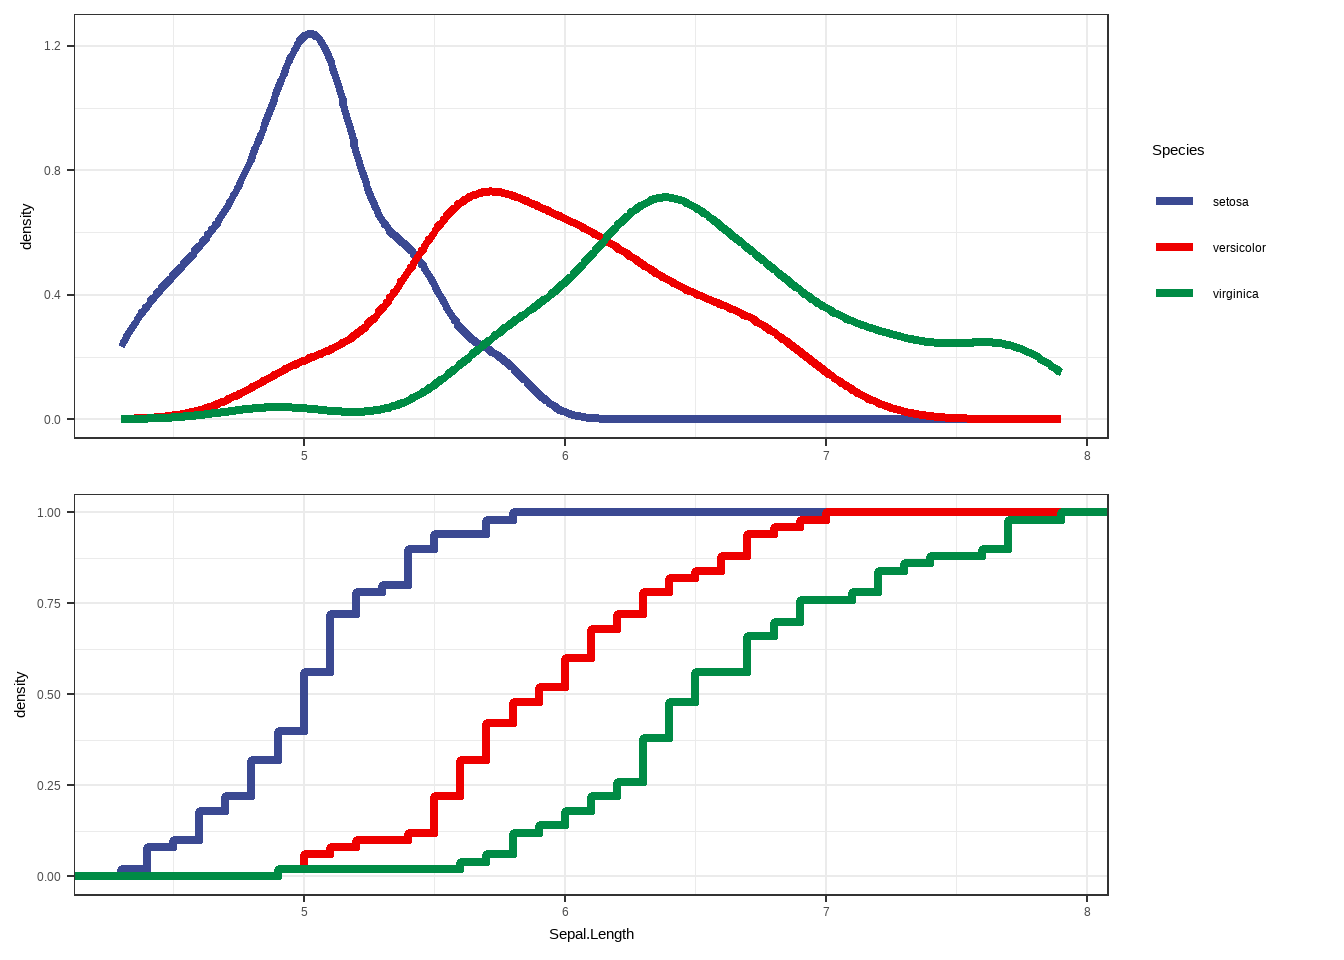 1.2
0.8
0.4
0.0
density
5 6 7 8
Species
setosa
versicolor
virginica
1.00
0.75
0.50
0.25
0.00
density
5 6 7 8
Sepal.Length